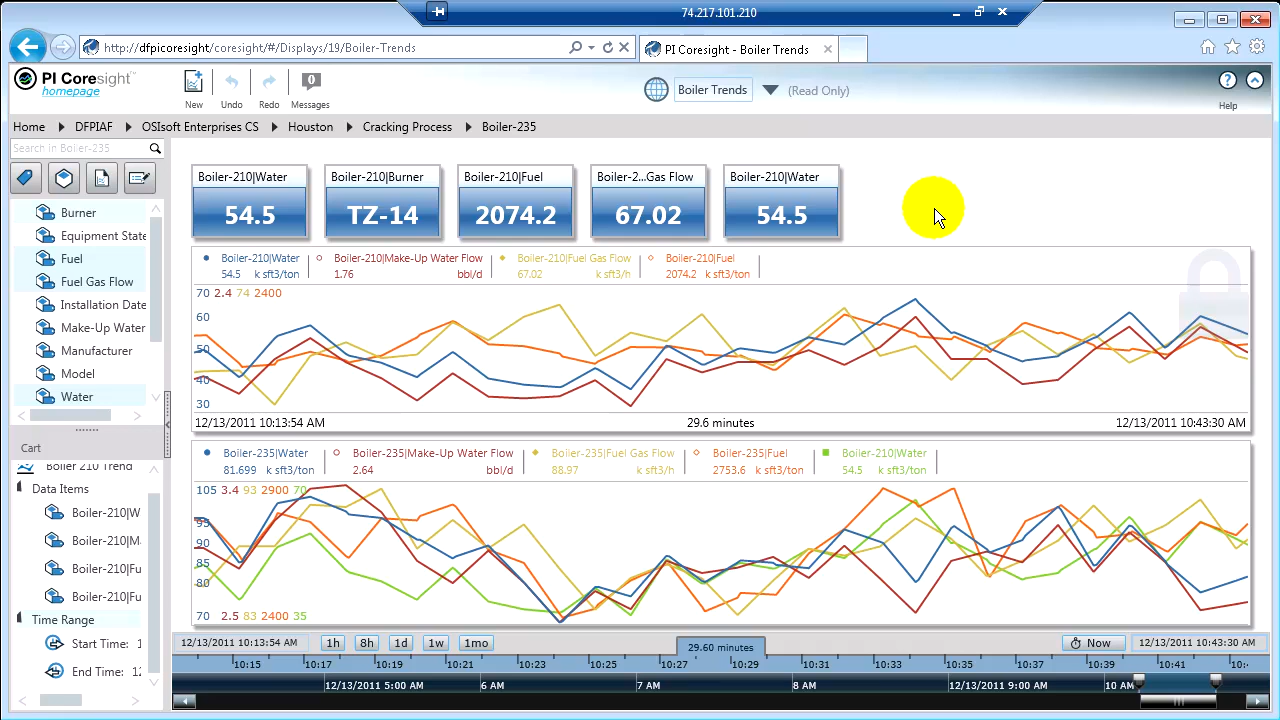 74.217.101.210
http://dfpicoresight/coresight/#/Displays/19/Boiler-Trends
PI Coresight - Boiler Trends
PI Coresight™
homepage
New
Undo
Redo
0
Messages
Boiler Trends
(Read Only)
?
Help
Home
DFPIAF
OSIsoft Enterprises CS
Houston
Cracking Process
Boiler-235
Search in Boiler-235
Burner
Equipment State
Fuel
Fuel Gas Flow
Installation Date
Make-Up Water
Manufacturer
Model
Water
Cart
Boiler 210 Trend
Data Items
Boiler-210|W
Boiler-210|M
Boiler-210|Fu
Boiler-210|Fu
Time Range
Start Time: 1
End Time: 12
Boiler-210|Water
54.5
Boiler-210|Burner
TZ-14
Boiler-210|Fuel
2074.2
Boiler-2...Gas Flow
67.02
Boiler-210|Water
54.5
Boiler-210|Water
54.5 k sft3/ton
Boiler-210|Make-Up Water Flow
1.76 bbl/d
Boiler-210|Fuel Gas Flow
67.02 k sft3/h
Boiler-210|Fuel
2074.2 k sft3/ton
70 2.4 74 2400
60
50
40
30
12/13/2011 10:13:54 AM 29.6 minutes 12/13/2011 10:43:30 AM
Boiler-235|Water
81.699 k sft3/ton
Boiler-235|Make-Up Water Flow
2.64 bbl/d
Boiler-235|Fuel Gas Flow
88.97 k sft3/h
Boiler-235|Fuel
2753.6 k sft3/ton
Boiler-210|Water
54.5 k sft3/ton
105 3.4 93 2900 70
95
90
85
80
70 2.5 83 2400 35
12/13/2011 10:13:54 AM 1h 8h 1d 1w 1mo 29.60 minutes Now 12/13/2011 10:43:30 AM
10:15 10:17 10:19 10:21 10:23 10:25 10:27 10:29 10:31 10:33 10:35 10:37 10:39 10:41 10:
12/13/2011 5:00 AM 6 AM 7 AM 8 AM 12/13/2011 9:00 AM 10 AM